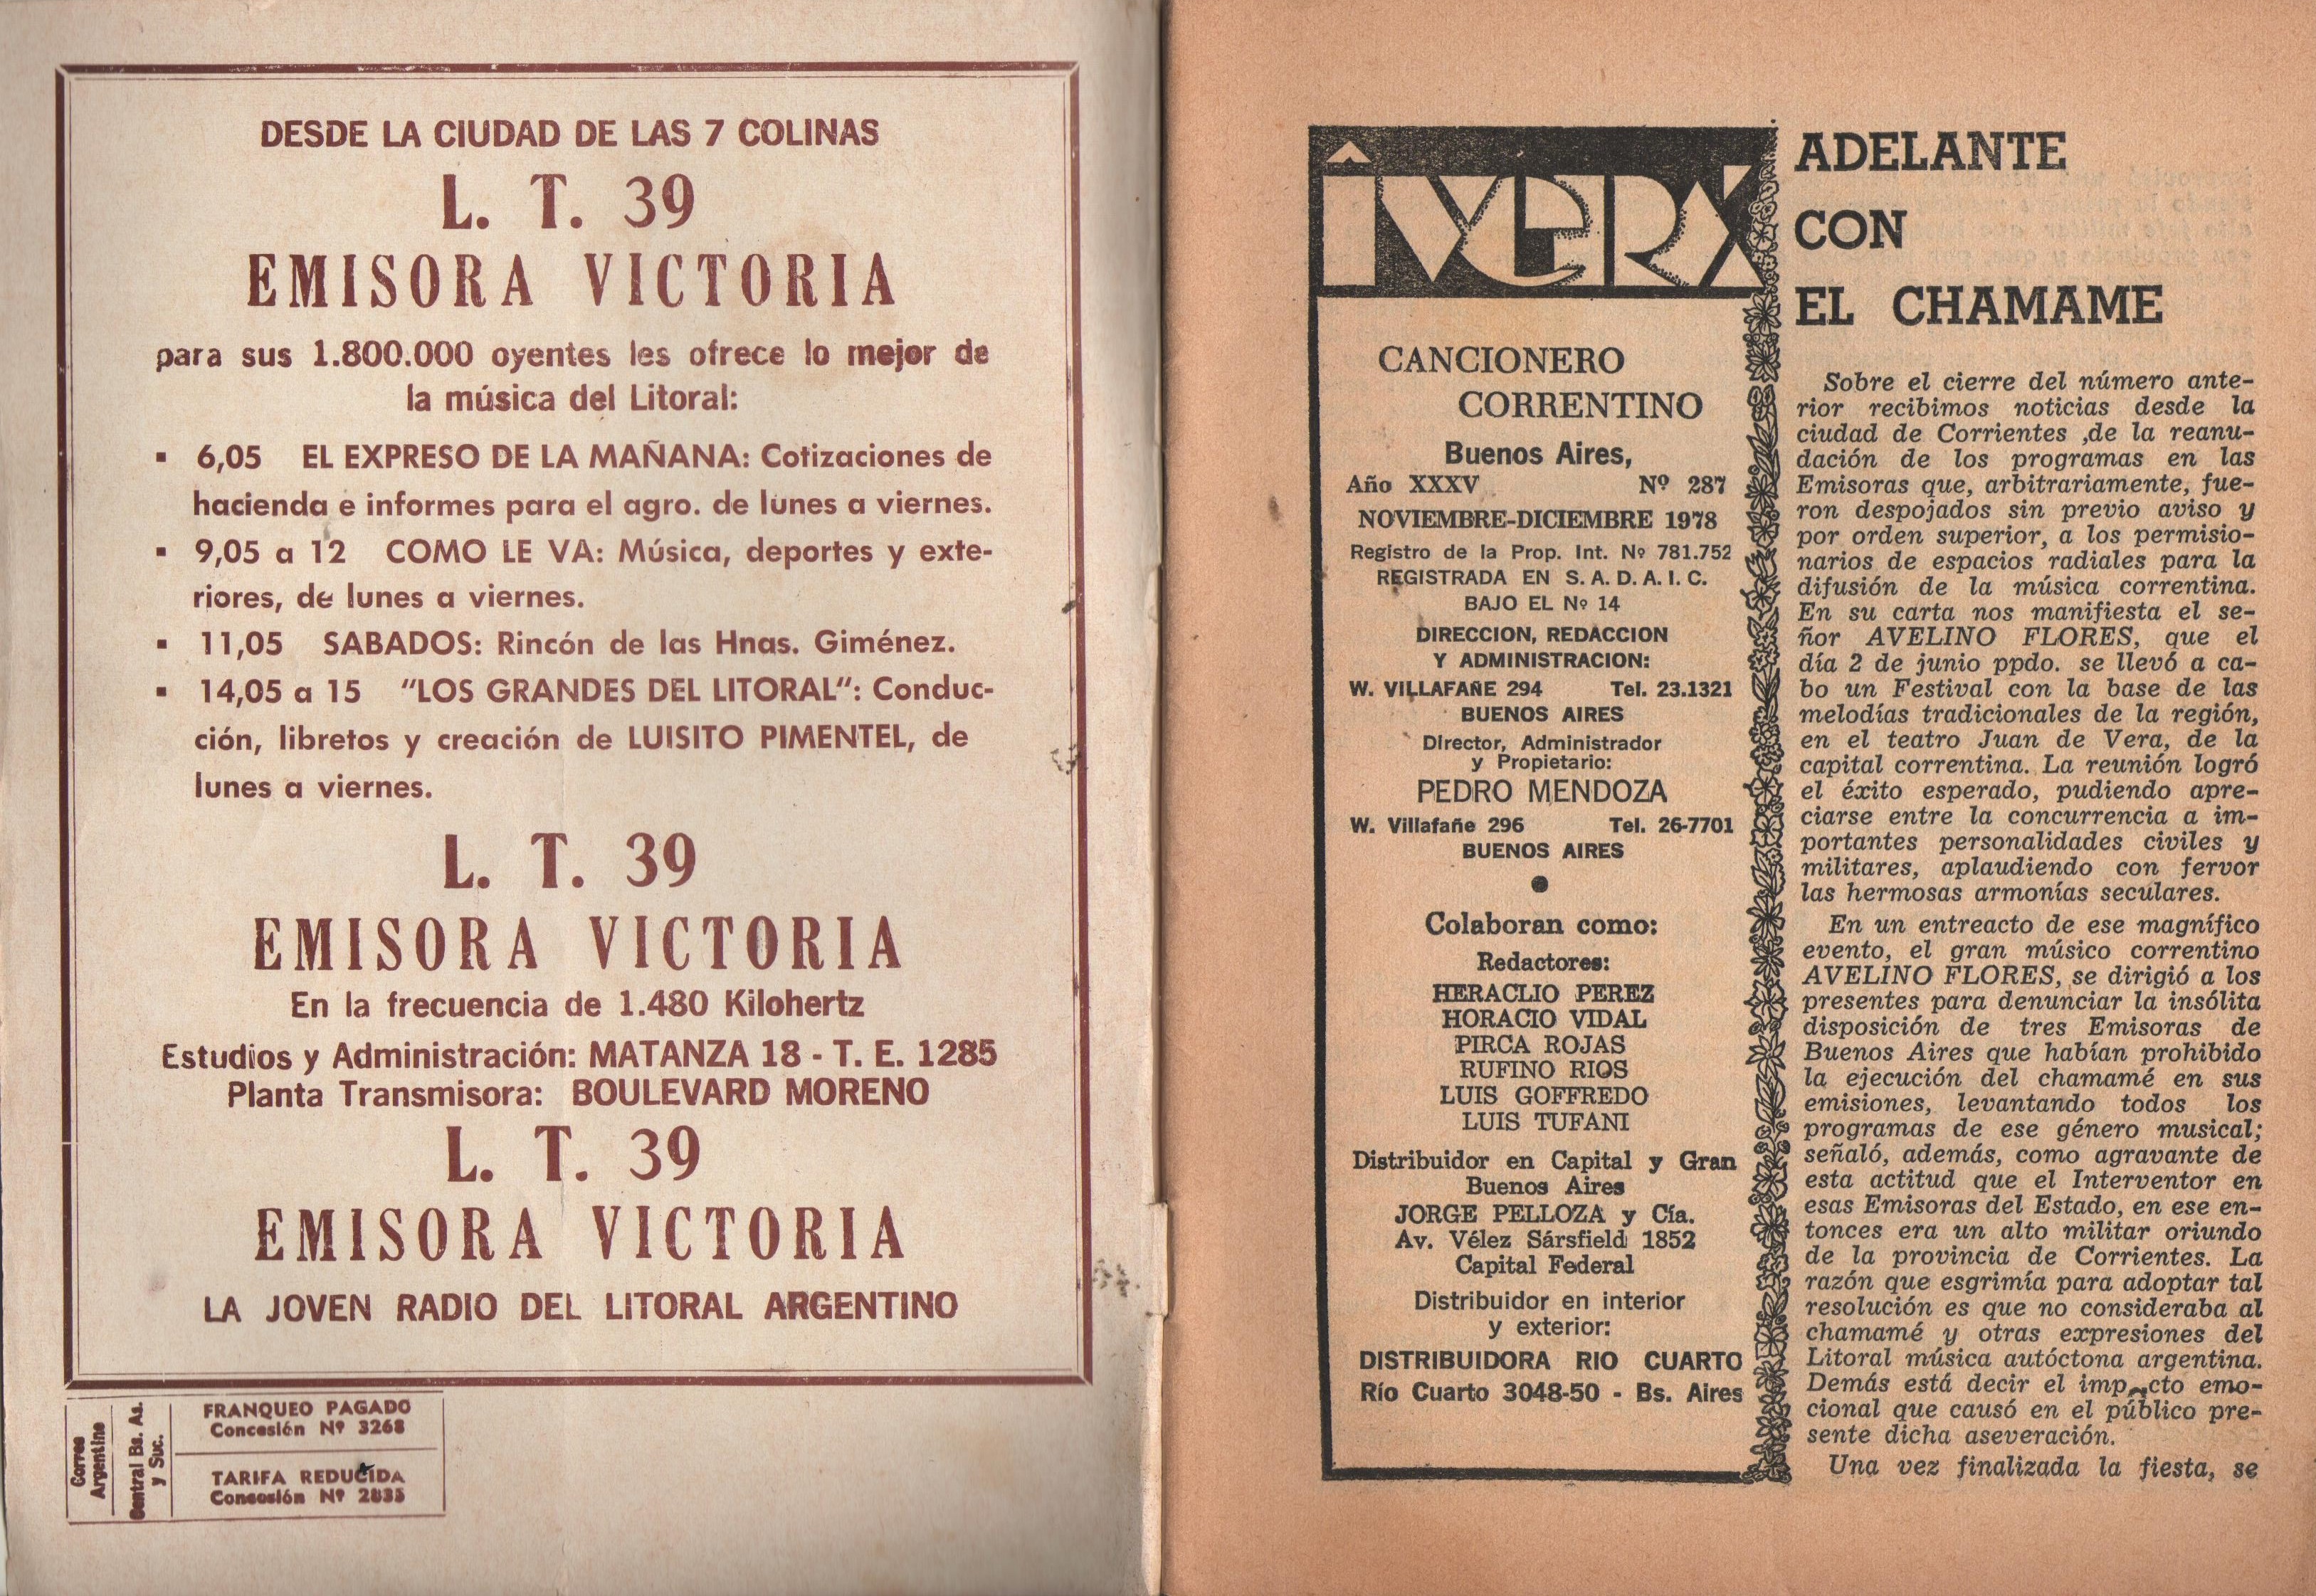 DESDE LA CIUDAD DE LAS 7 COLINAS
L. T. 39
EMISORA VICTORIA
para sus 1.800.000 oyentes les ofrece lo mejor de
la música del Litoral:
▪ 6,05 EL EXPRESO DE LA MAÑANA: Cotizaciones de
hacienda e informes para el agro. de lunes a viernes.
▪ 9,05 a 12 COMO LE VA: Música, deportes y exte-
riores, de lunes a viernes.
▪ 11,05 SABADOS: Rincón de las Hnas. Giménez.
▪ 14,05 a 15 "LOS GRANDES DEL LITORAL": Conduc-
ción, libretos y creación de LUISITO PIMENTEL, de
lunes a viernes.
L. T. 39
EMISORA VICTORIA
En la frecuencia de 1.480 Kilohertz
Estudios y Administración: MATANZA 18 - T. E. 1285
Planta Transmisora: BOULEVARD MORENO
L. T. 39
EMISORA VICTORIA
LA JOVEN RADIO DEL LITORAL ARGENTINO
Correo
Argentino
Central Bs. As.
y Suc.
FRANQUEO PAGADO
Concesión Nº 3268
TARIFA REDUCIDA
Concesión Nº 2835
îverá
CANCIONERO
CORRENTINO
Buenos Aires,
Año XXXV Nº 287
NOVIEMBRE-DICIEMBRE 1978
Registro de la Prop. Int. Nº 781.752
REGISTRADA EN S. A. D. A. I. C.
BAJO EL Nº 14
DIRECCION, REDACCION
Y ADMINISTRACION:
W. VILLAFAÑE 294 Tel. 23.1321
BUENOS AIRES
Director, Administrador
y Propietario:
PEDRO MENDOZA
W. Villafañe 296 Tel. 26-7701
BUENOS AIRES
●
Colaboran como:
Redactores:
HERACLIO PEREZ
HORACIO VIDAL
PIRCA ROJAS
RUFINO RIOS
LUIS GOFFREDO
LUIS TUFANI
Distribuidor en Capital y Gran
Buenos Aires
JORGE PELLOZA y Cía.
Av. Vélez Sársfield 1852
Capital Federal
Distribuidor en interior
y exterior:
DISTRIBUIDORA RIO CUARTO
Río Cuarto 3048-50 - Bs. Aires
ADELANTE
CON
EL CHAMAME
Sobre el cierre del número ante-
rior recibimos noticias desde la
ciudad de Corrientes ,de la reanu-
dación de los programas en las
Emisoras que, arbitrariamente, fue-
ron despojados sin previo aviso y
por orden superior, a los permisio-
narios de espacios radiales para la
difusión de la música correntina.
En su carta nos manifiesta el se-
ñor AVELINO FLORES, que el
día 2 de junio ppdo. se llevó a ca-
bo un Festival con la base de las
melodías tradicionales de la región,
en el teatro Juan de Vera, de la
capital correntina. La reunión logró
el éxito esperado, pudiendo apre-
ciarse entre la concurrencia a im-
portantes personalidades civiles y
militares, aplaudiendo con fervor
las hermosas armonías seculares.
En un entreacto de ese magnífico
evento, el gran músico correntino
AVELINO FLORES, se dirigió a los
presentes para denunciar la insólita
disposición de tres Emisoras de
Buenos Aires que habían prohibido
la ejecución del chamamé en sus
emisiones, levantando todos los
programas de ese género musical;
señaló, además, como agravante de
esta actitud que el Interventor en
esas Emisoras del Estado, en ese en-
tonces era un alto militar oriundo
de la provincia de Corrientes. La
razón que esgrimía para adoptar tal
resolución es que no consideraba al
chamamé y otras expresiones del
Litoral música autóctona argentina.
Demás está decir el impacto emo-
cional que causó en el público pre-
sente dicha aseveración.
Una vez finalizada la fiesta, se